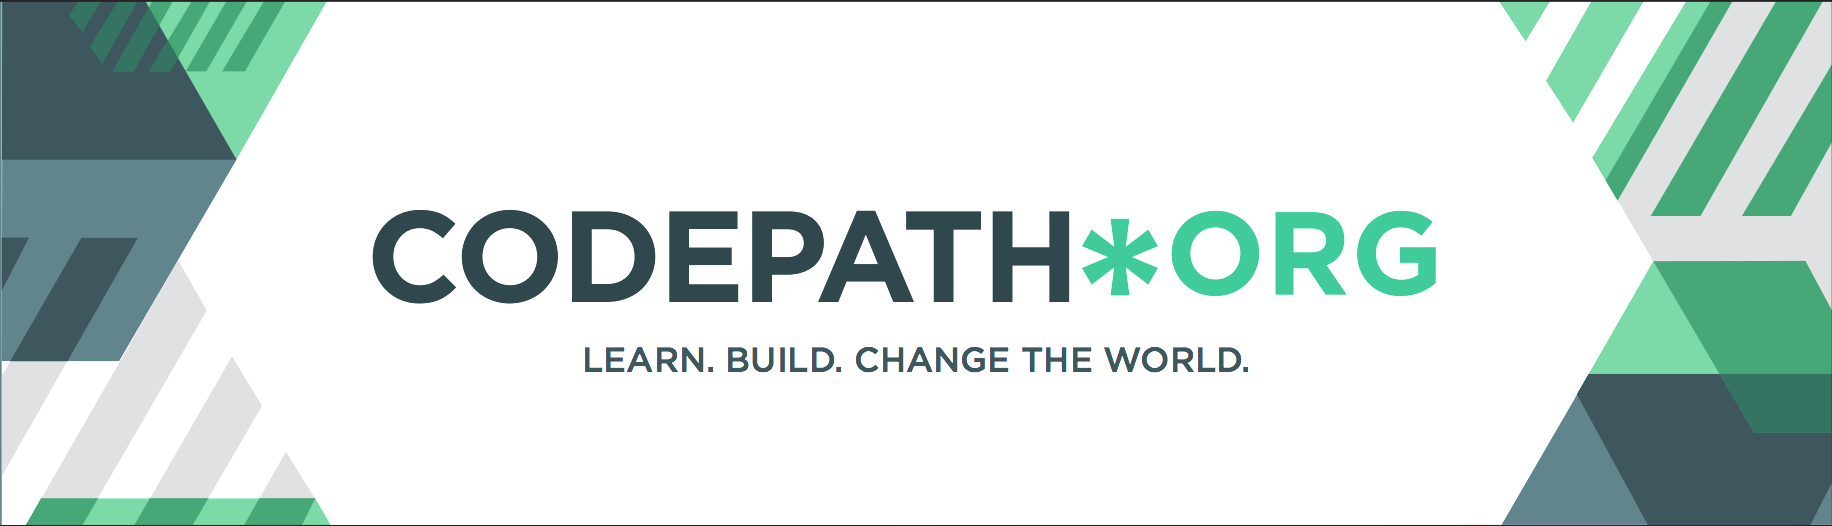 CODEPATH*ORG
LEARN. BUILD. CHANGE THE WORLD.